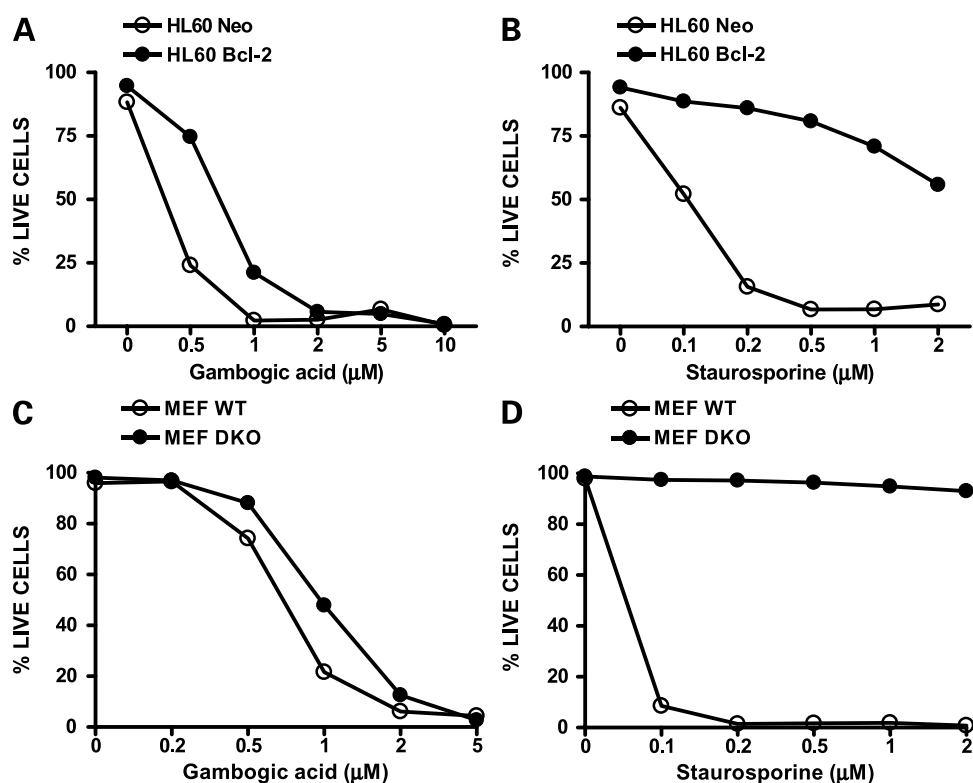 A
HL60 Neo
HL60 Bcl-2
% LIVE CELLS
100
75
50
25
0
0 0.5 1 2 5 10
Gambogic acid (μM)
B
HL60 Neo
HL60 Bcl-2
% LIVE CELLS
100
75
50
25
0
0 0.1 0.2 0.5 1 2
Staurosporine (μM)
C
MEF WT
MEF DKO
% LIVE CELLS
100
80
60
40
20
0
0 0.2 0.5 1 2 5
Gambogic acid (μM)
D
MEF WT
MEF DKO
% LIVE CELLS
100
80
60
40
20
0
0 0.1 0.2 0.5 1 2
Staurosporine (μM)